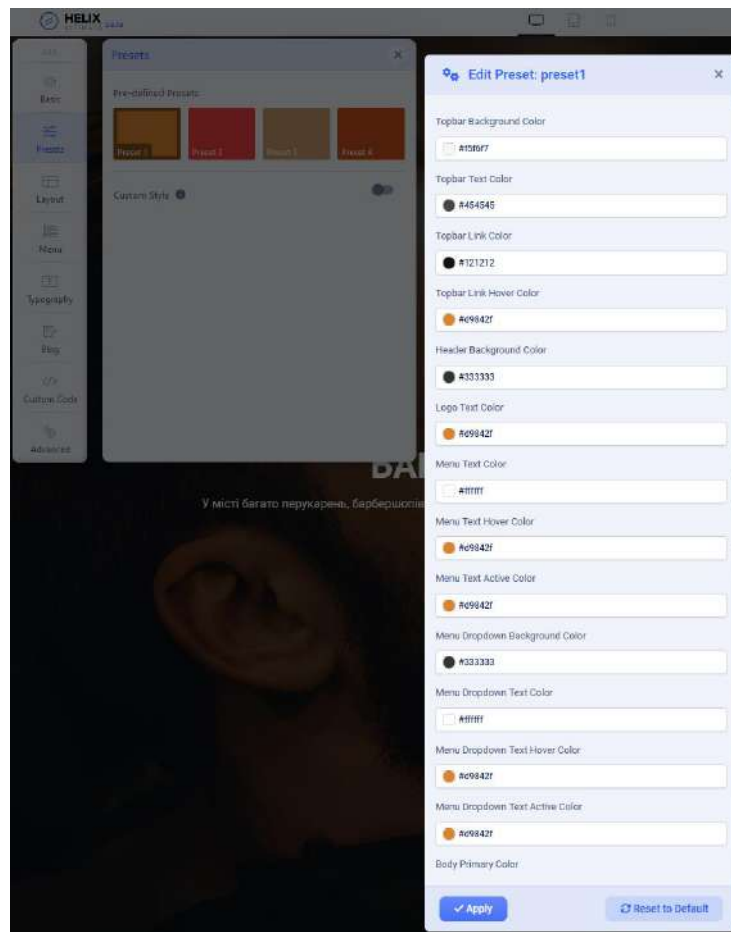 HELIX
ULTIMATE
Presets
Basic
Presets
Layout
Menu
Typography
Blog
Custom Code
Advanced
Pre-defined Presets
Preset 1
Preset 2
Preset 3
Preset 4
Custom Style
У місті багато перукарень, барбершопів
Edit Preset: preset1
Topbar Background Color
#f5f6f7
Topbar Text Color
#454545
Topbar Link Color
#121212
Topbar Link Hover Color
#d9842f
Header Background Color
#333333
Logo Text Color
#d9842f
Menu Text Color
#ffffff
Menu Text Hover Color
#d9842f
Menu Text Active Color
#d9842f
Menu Dropdown Background Color
#333333
Menu Dropdown Text Color
#ffffff
Menu Dropdown Text Hover Color
#d9842f
Menu Dropdown Text Active Color
#d9842f
Body Primary Color
Apply
Reset to Default